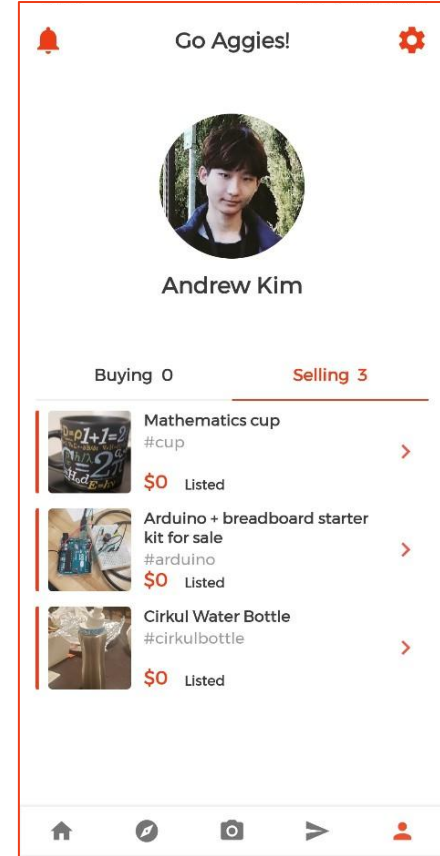 Go Aggies!
Andrew Kim
Buying 0
Selling 3
Mathematics cup
#cup
$0 Listed
Arduino + breadboard starter
kit for sale
#arduino
$0 Listed
Cirkul Water Bottle
#cirkulbottle
$0 Listed